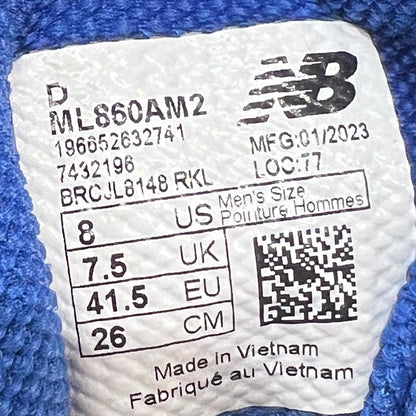 D
NB
ML860AM2
196652632741
MFG:01/2023
7432196
LOC:77
BRCJL8148 RKL
8 US Men's Size
Pointure Hommes
7.5 UK
41.5 EU
26 CM
Made in Vietnam
Fabriqué au Vietnam